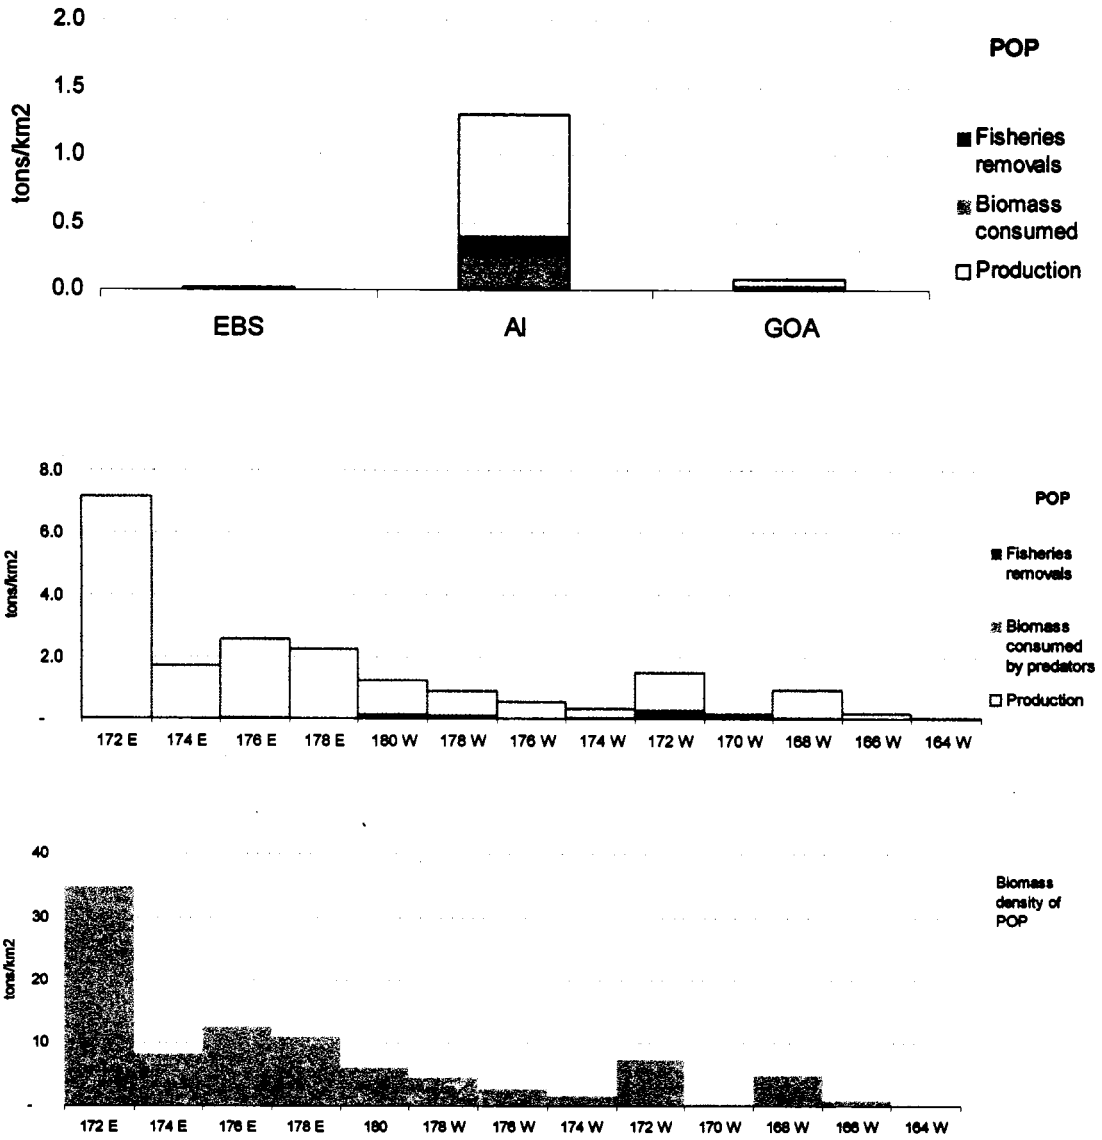 2.0
POP
1.5
tons/km2
Fisheries
removals
1.0
Biomass
consumed
0.5
Production
0.0
EBS AI GOA
8.0
POP
6.0
Fisheries
removals
tons/km2
4.0
Biomass
consumed
by predators
2.0
Production
-
172 E 174 E 176 E 178 E 180 W 178 W 176 W 174 W 172 W 170 W 168 W 166 W 164 W
40
Biomass
density of
POP
30
tons/km2
20
10
-
172 E 174 E 176 E 178 E 180 178 W 176 W 174 W 172 W 170 W 168 W 166 W 164 W